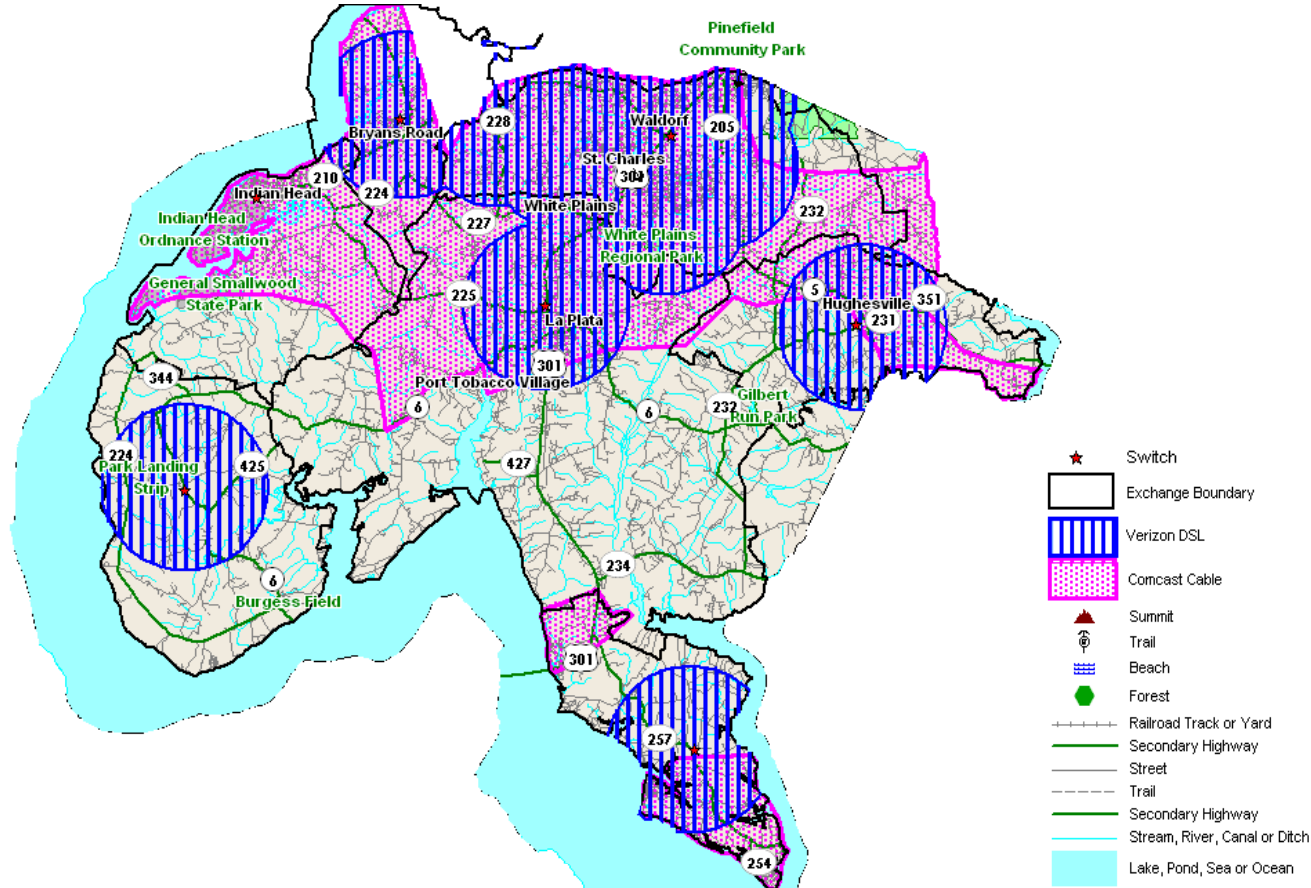 Pinefield
Community Park
228
Waldorf
205
Bryans Road
St. Charles
301
210
224
Indian Head
White Plains
232
Indian Head
Ordnance Station
227
White Plains
Regional Park
General Smallwood
State Park
225
5
Hughesville
351
231
La Plata
301
344
Port Tobacco Village
6
6
232
Gilbert
Run Park
224
425
Park Landing
Strip
427
234
6
Burgess Field
301
257
254
Switch
Exchange Boundary
Verizon DSL
Comcast Cable
Summit
Trail
Beach
Forest
Railroad Track or Yard
Secondary Highway
Street
Trail
Secondary Highway
Stream, River, Canal or Ditch
Lake, Pond, Sea or Ocean